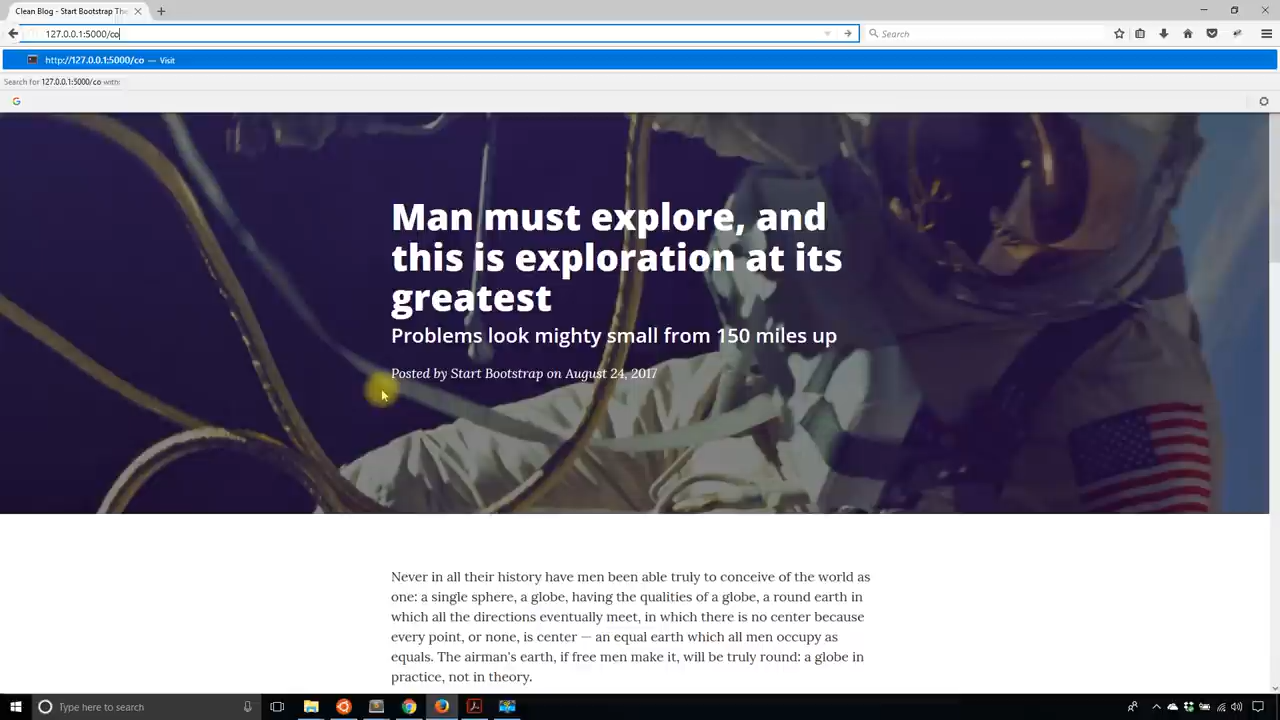 Clean Blog - Start Bootstrap The
127.0.0.1:5000/co
Search
http://127.0.0.1:5000/co — Visit
Search for 127.0.0.1:5000/co with:
Man must explore, and
this is exploration at its
greatest
Problems look mighty small from 150 miles up
Posted by Start Bootstrap on August 24, 2017
Never in all their history have men been able truly to conceive of the world as
one: a single sphere, a globe, having the qualities of a globe, a round earth in
which all the directions eventually meet, in which there is no center because
every point, or none, is center — an equal earth which all men occupy as
equals. The airman's earth, if free men make it, will be truly round: a globe in
practice, not in theory.
Type here to search